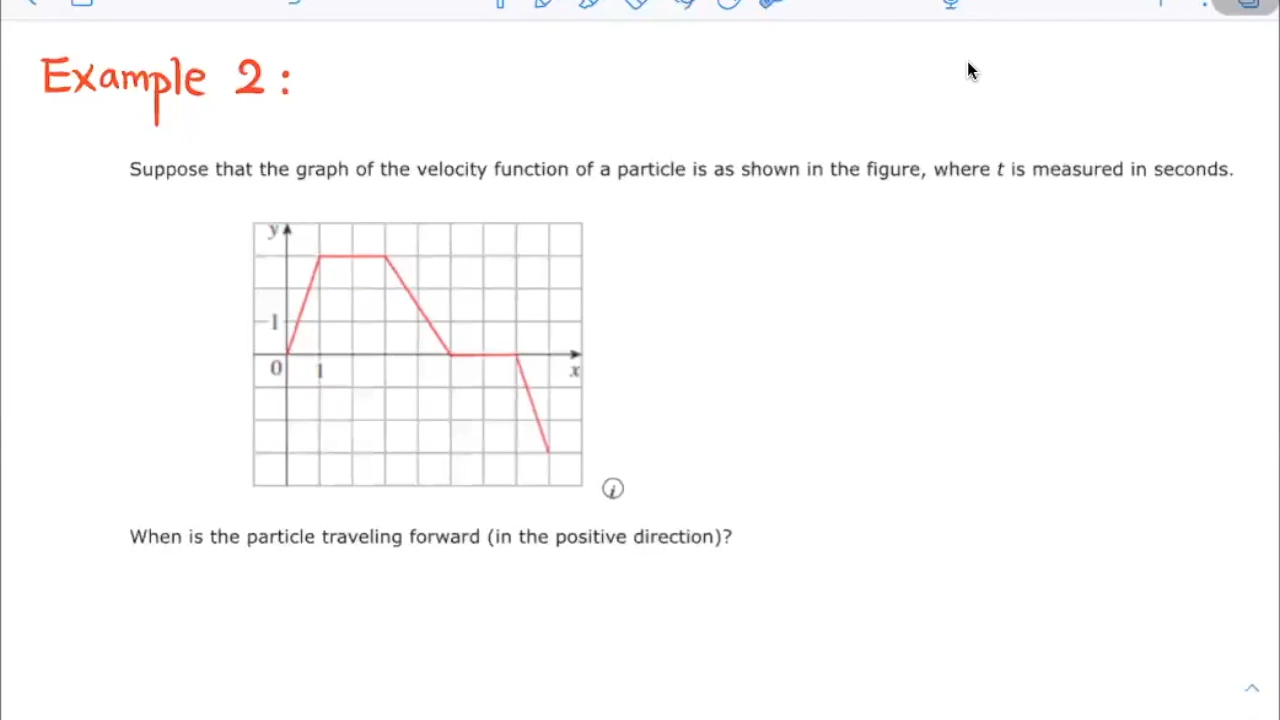 Example 2:
Suppose that the graph of the velocity function of a particle is as shown in the figure, where t is measured in seconds.
y
1
0
1
x
i
When is the particle traveling forward (in the positive direction)?